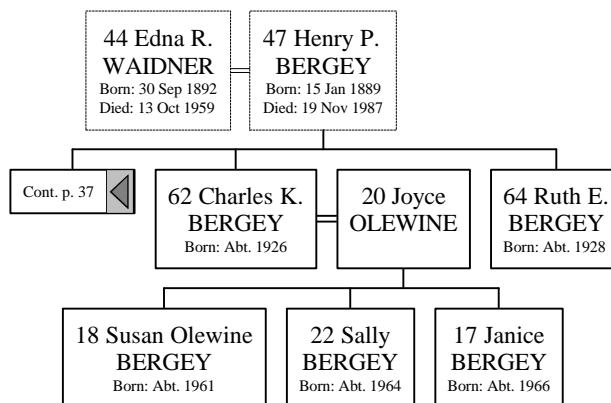 44 Edna R.
WAIDNER
Born: 30 Sep 1892
Died: 13 Oct 1959
47 Henry P.
BERGEY
Born: 15 Jan 1889
Died: 19 Nov 1987
Cont. p. 37
62 Charles K.
BERGEY
Born: Abt. 1926
20 Joyce
OLEWINE
64 Ruth E.
BERGEY
Born: Abt. 1928
18 Susan Olewine
BERGEY
Born: Abt. 1961
22 Sally
BERGEY
Born: Abt. 1964
17 Janice
BERGEY
Born: Abt. 1966